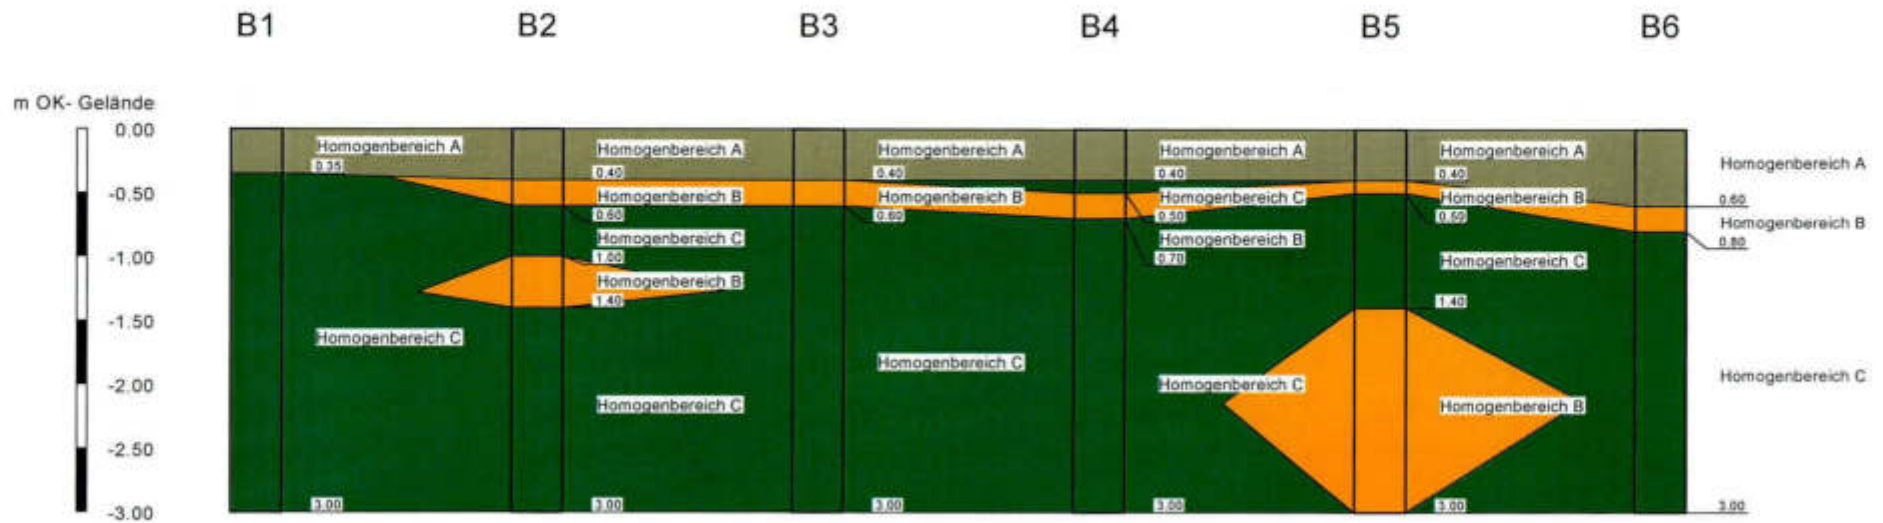 B1 B2 B3 B4 B5 B6
m OK- Gelände
0.00
-0.50
-1.00
-1.50
-2.00
-2.50
-3.00
Homogenbereich A
0.35
Homogenbereich C
3.00
Homogenbereich A
0.40
Homogenbereich B
0.60
Homogenbereich C
1.00
Homogenbereich B
1.40
Homogenbereich C
3.00
Homogenbereich A
0.40
Homogenbereich B
0.60
Homogenbereich C
3.00
Homogenbereich A
0.40
Homogenbereich C
0.50
Homogenbereich B
0.70
Homogenbereich C
3.00
Homogenbereich A
0.40
Homogenbereich B
0.50
Homogenbereich C
1.40
Homogenbereich B
3.00
Homogenbereich A
0.60
Homogenbereich B
0.80
Homogenbereich C
3.00